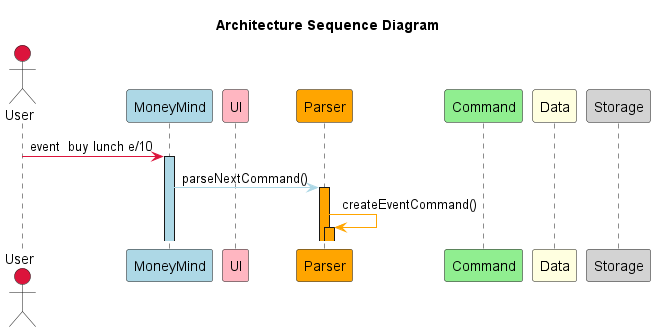 Architecture Sequence Diagram
User
MoneyMind
UI
Parser
Command
Data
Storage
event  buy lunch e/10
parseNextCommand()
createEventCommand()
User
MoneyMind
UI
Parser
Command
Data
Storage